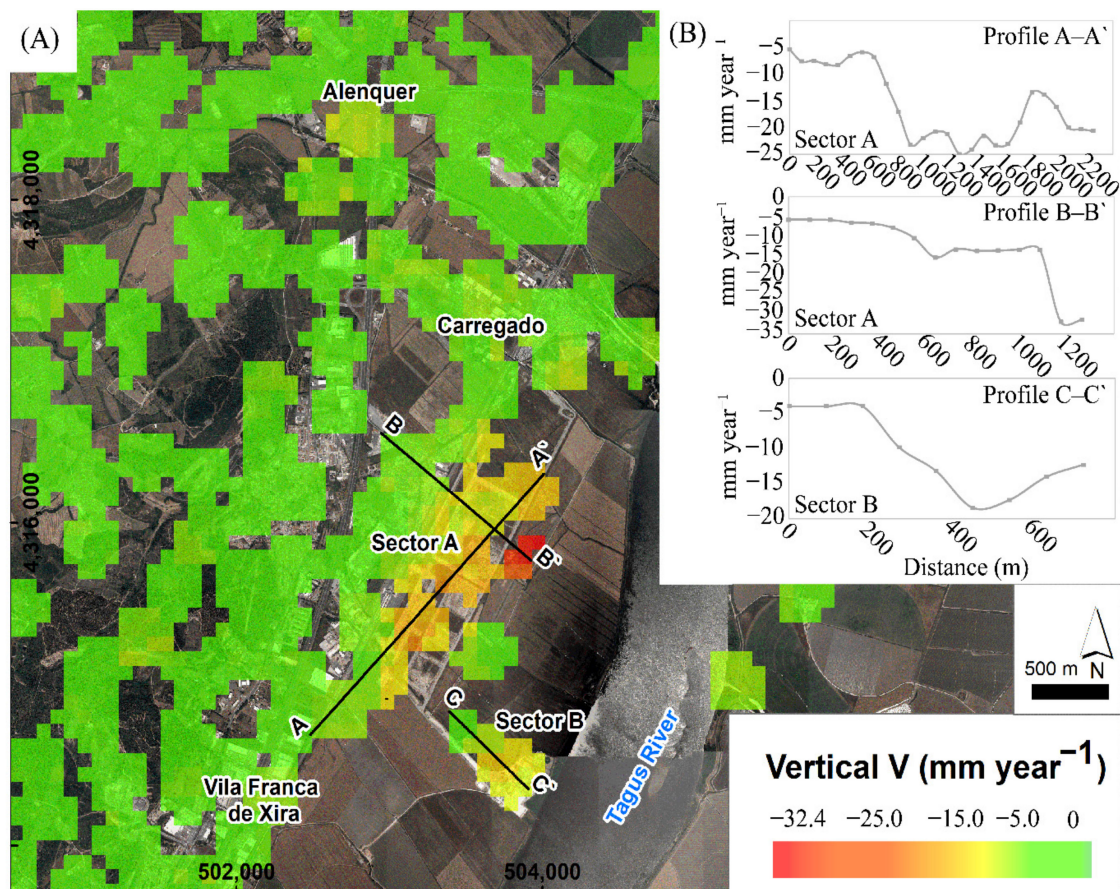 (A)
Alenquer
4,318,000
Carregado
B
A`
4,316,000
Sector A
B`
C
Sector B
A
C`
Vila Franca
de Xira
Tagus River
502,000
504,000
(B)
Profile A–A`
mm year⁻¹
−5
−10
−15
−20
25
Sector A
0
200
400
600
800
1000
1200
1400
1600
1800
2000
2200
Profile B–B`
mm year⁻¹
0
−5
−10
−15
−20
−25
−30
−35
Sector A
0
200
400
600
800
1000
1200
Profile C–C`
mm year⁻¹
0
−5
−10
−15
−20
Sector B
0
200
400
600
Distance (m)
500 m
N
Vertical V (mm year⁻¹)
−32.4 −25.0 −15.0 −5.0 0